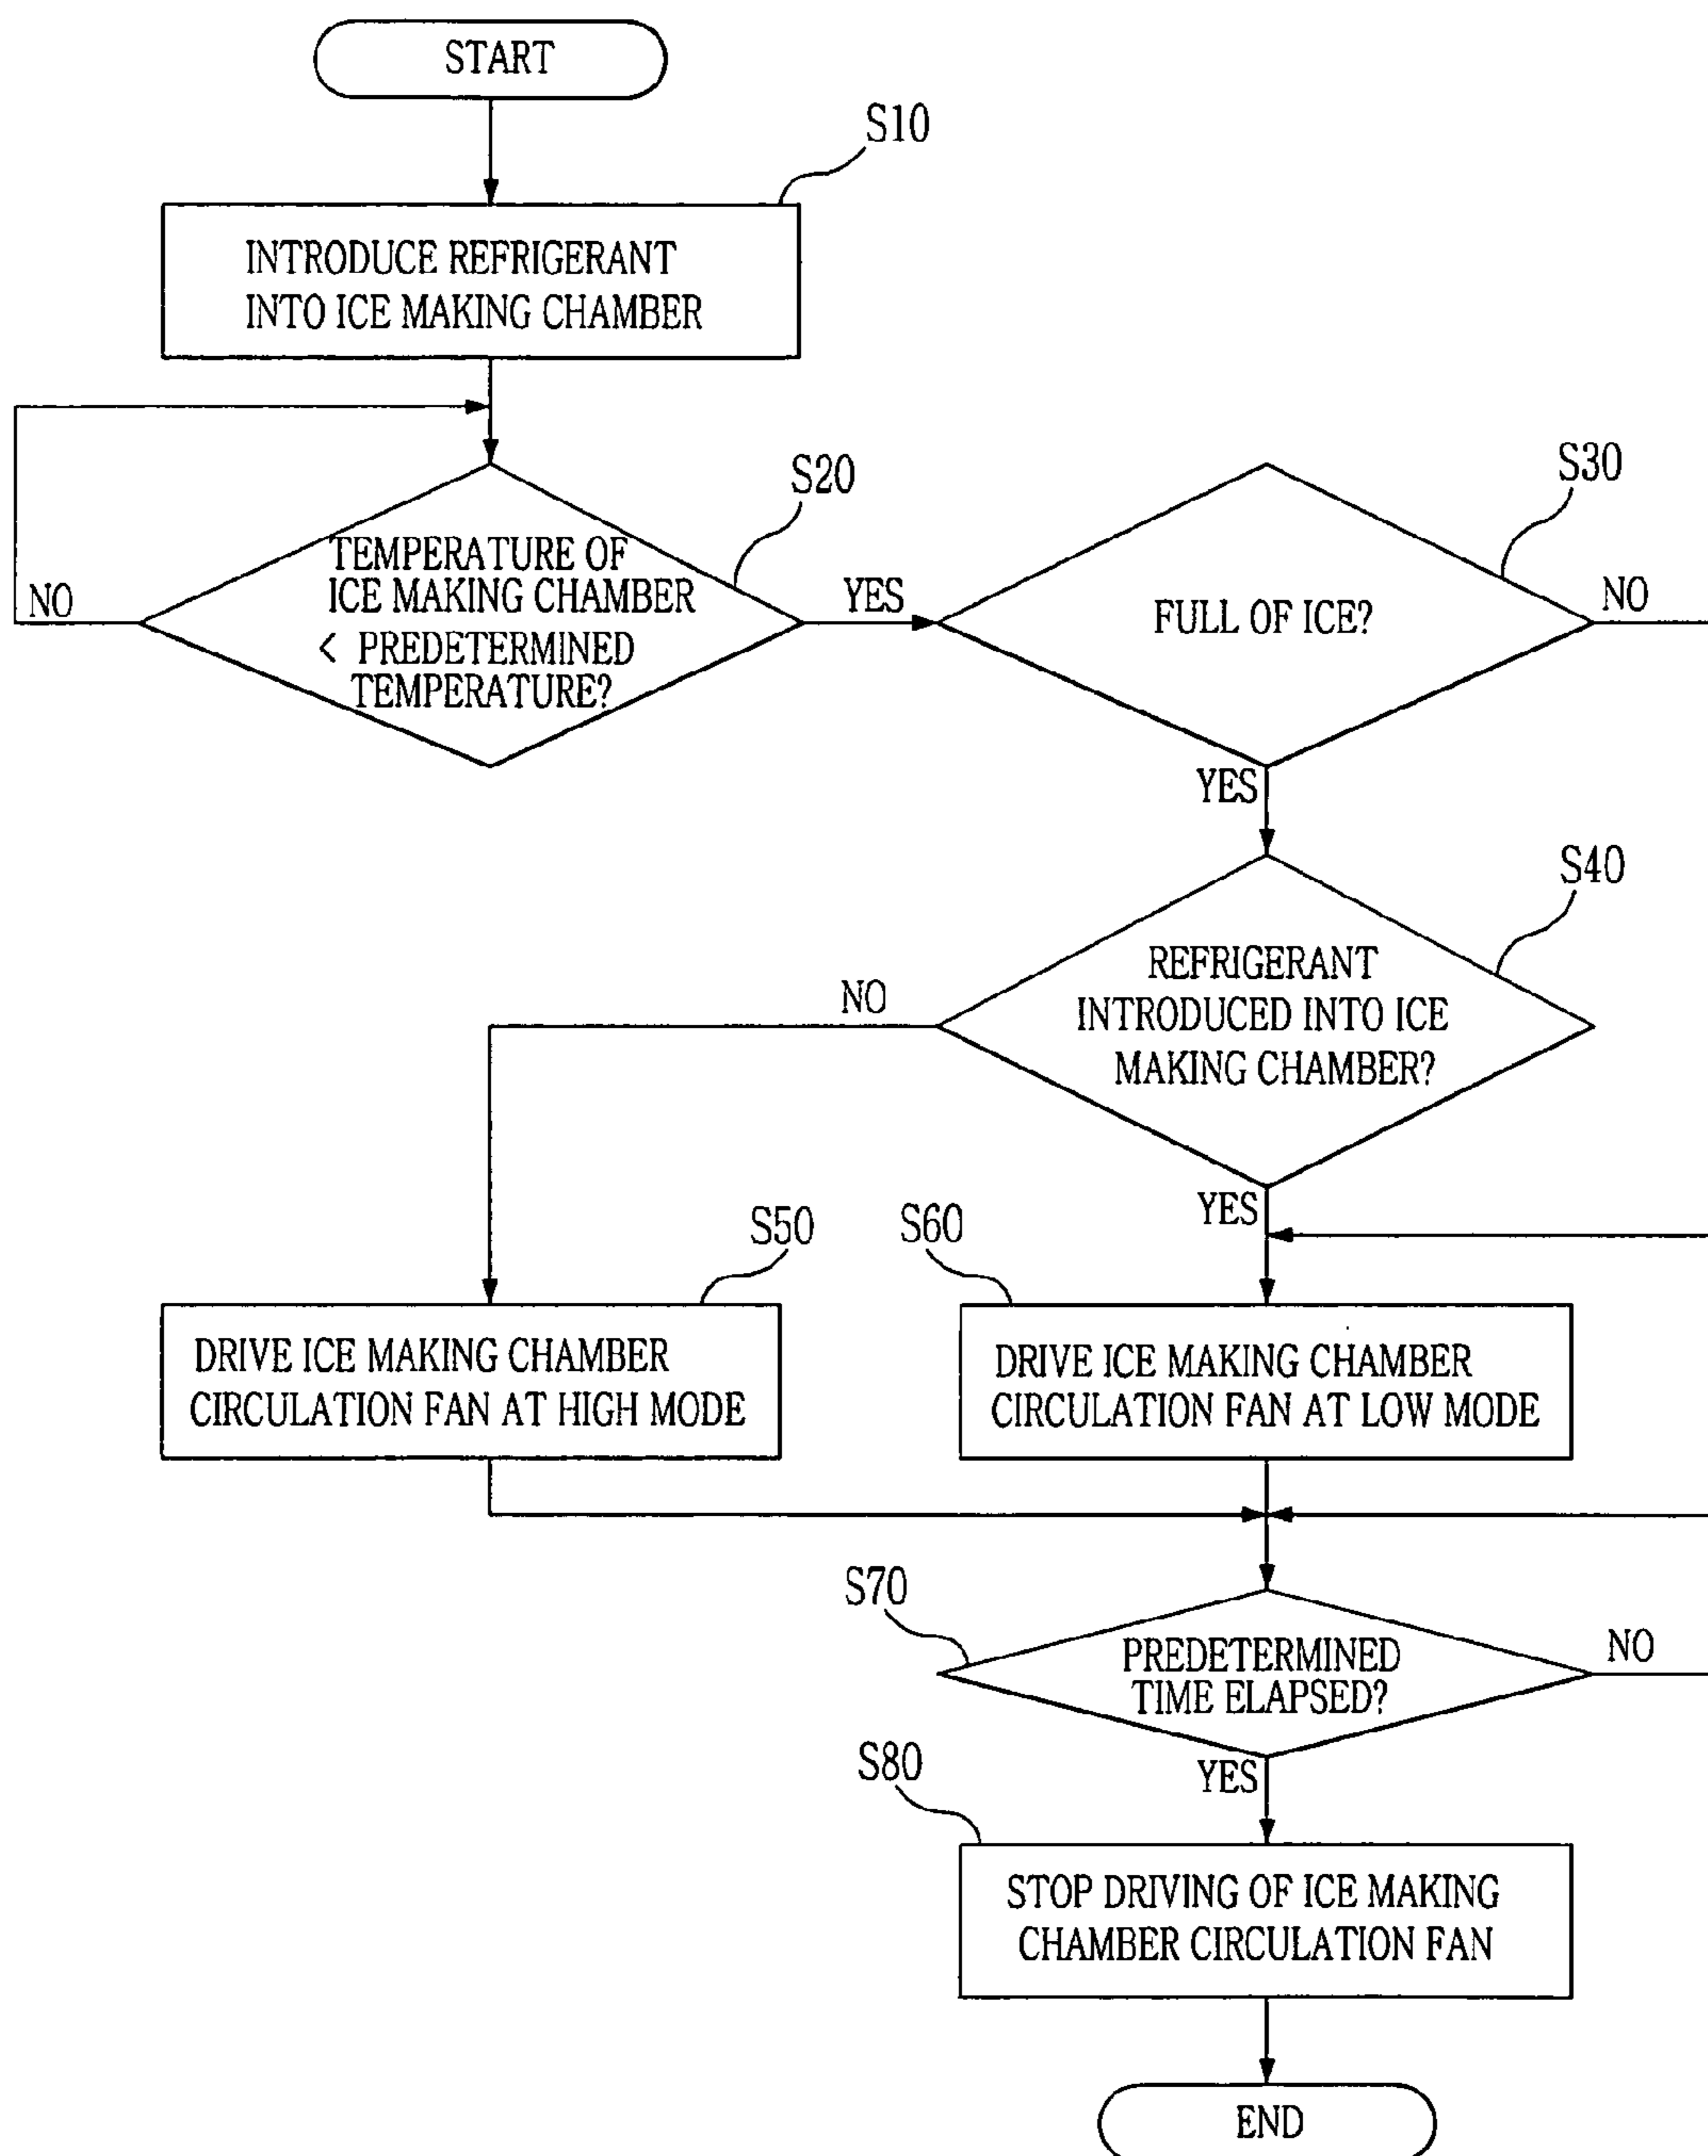 START
S10
INTRODUCE REFRIGERANT
INTO ICE MAKING CHAMBER
S20
TEMPERATURE OF
ICE MAKING CHAMBER
< PREDETERMINED
TEMPERATURE?
NO
YES
S30
FULL OF ICE?
NO
YES
S40
REFRIGERANT
INTRODUCED INTO ICE
MAKING CHAMBER?
NO
YES
S50
DRIVE ICE MAKING CHAMBER
CIRCULATION FAN AT HIGH MODE
S60
DRIVE ICE MAKING CHAMBER
CIRCULATION FAN AT LOW MODE
S70
PREDETERMINED
TIME ELAPSED?
NO
YES
S80
STOP DRIVING OF ICE MAKING
CHAMBER CIRCULATION FAN
END